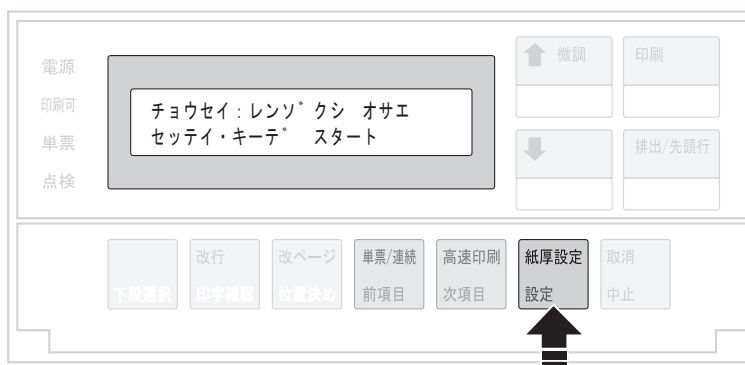 電源
印刷可
単票
点検
チョウセイ：レンゾクシ オサエ
セッテイ・キーデ スタート
微調
印刷
排出/先頭行
下段選択
改行
印字確認
改ページ
位置決め
単票/連続
前項目
高速印刷
次項目
紙厚設定
設定
取消
中止